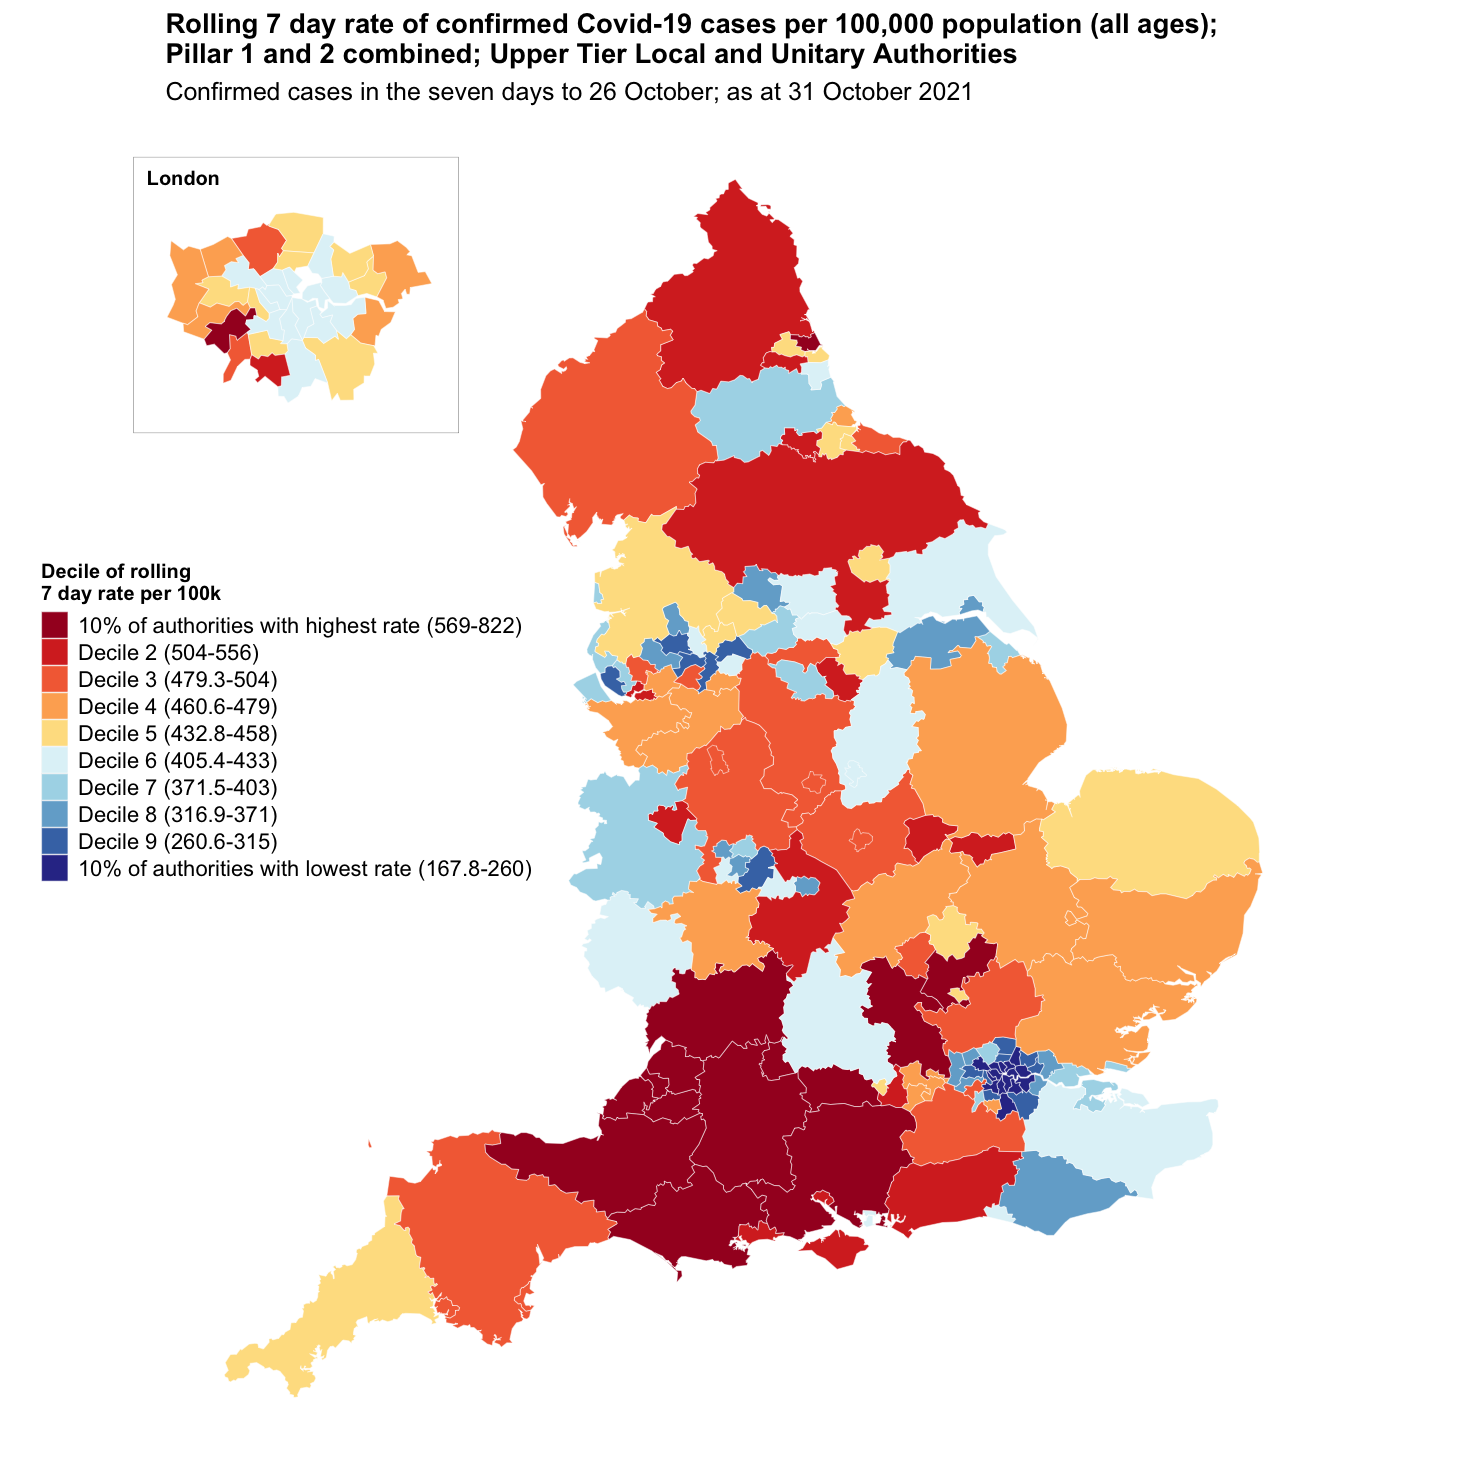 Rolling 7 day rate of confirmed Covid-19 cases per 100,000 population (all ages);
Pillar 1 and 2 combined; Upper Tier Local and Unitary Authorities
Confirmed cases in the seven days to 26 October; as at 31 October 2021
London
Decile of rolling
7 day rate per 100k
10% of authorities with highest rate (569-822)
Decile 2 (504-556)
Decile 3 (479.3-504)
Decile 4 (460.6-479)
Decile 5 (432.8-458)
Decile 6 (405.4-433)
Decile 7 (371.5-403)
Decile 8 (316.9-371)
Decile 9 (260.6-315)
10% of authorities with lowest rate (167.8-260)